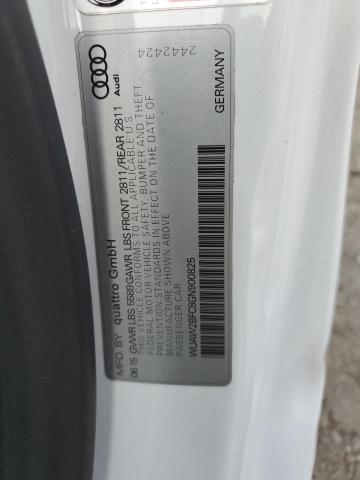 MFD. BY quattro GmbH
06 15 GVWR LBS 5589 GAWR LBS FRONT 2811/REAR 2811
THIS VEHICLE CONFORMS TO ALL APPLICABLE U.S.
FEDERAL MOTOR VEHICLE SAFETY, BUMPER AND THEFT
PREVENTION STANDARDS IN EFFECT ON THE DATE OF
MANUFACTURE SHOWN ABOVE
PASSENGER CAR
WUAW2BFC8GN900825
Audi
2442424
GERMANY